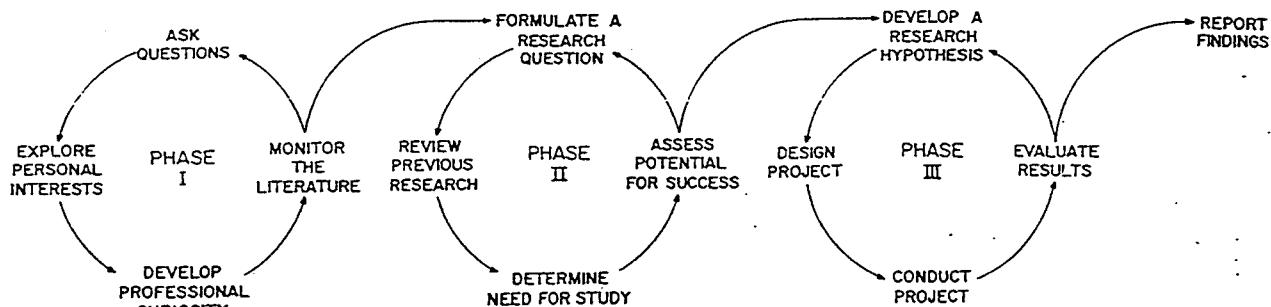 ASK
QUESTIONS
EXPLORE
PERSONAL
INTERESTS
PHASE
I
MONITOR
THE
LITERATURE
DEVELOP
PROFESSIONAL
FORMULATE A
RESEARCH
QUESTION
REVIEW
PREVIOUS
RESEARCH
PHASE
II
ASSESS
POTENTIAL
FOR SUCCESS
DETERMINE
NEED FOR STUDY
DEVELOP A
RESEARCH
HYPOTHESIS
DESIGN
PROJECT
PHASE
III
EVALUATE
RESULTS
CONDUCT
PROJECT
REPORT
FINDINGS